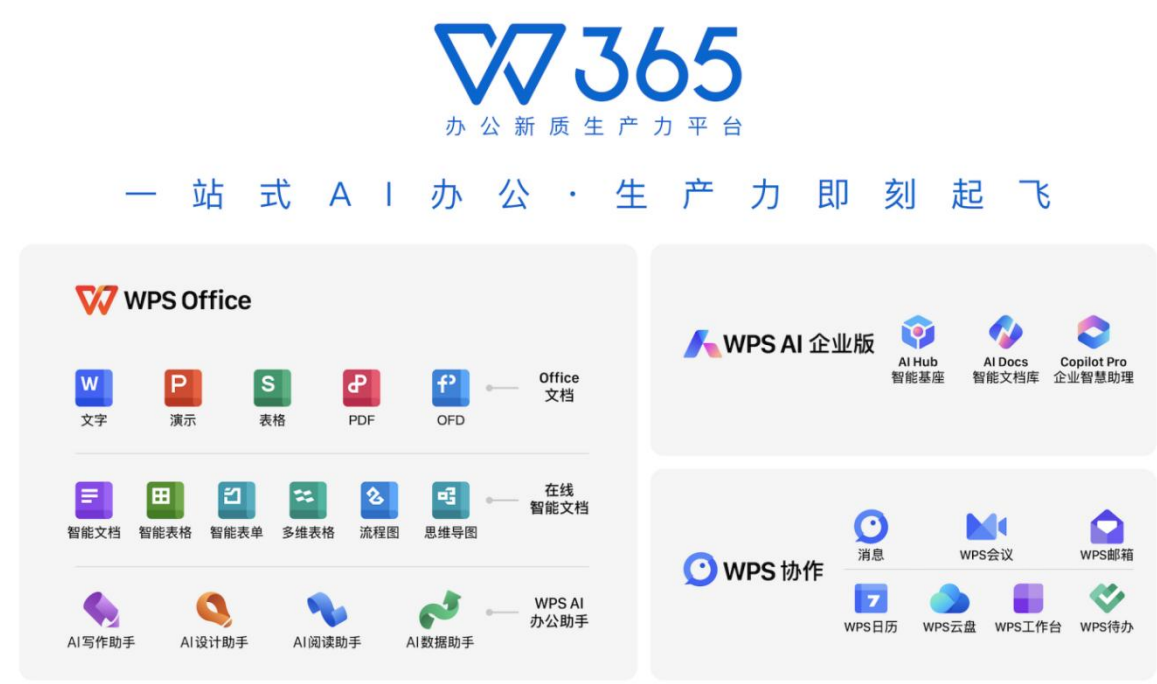 W365
办公新质生产力平台
一站式AI办公·生产力即刻起飞
WPS Office
W P S P
文字 演示 表格 PDF OFD
Office
文档
智能文档 智能表格 智能表单 多维表格 流程图 思维导图
在线
智能文档
AI写作助手 AI设计助手 AI阅读助手 AI数据助手
WPS AI
办公助手
WPS AI 企业版
AI Hub
智能基座
AI Docs
智能文档库
Copilot Pro
企业智慧助理
WPS 协作
消息 WPS会议 WPS邮箱
7
WPS日历 WPS云盘 WPS工作台 WPS待办